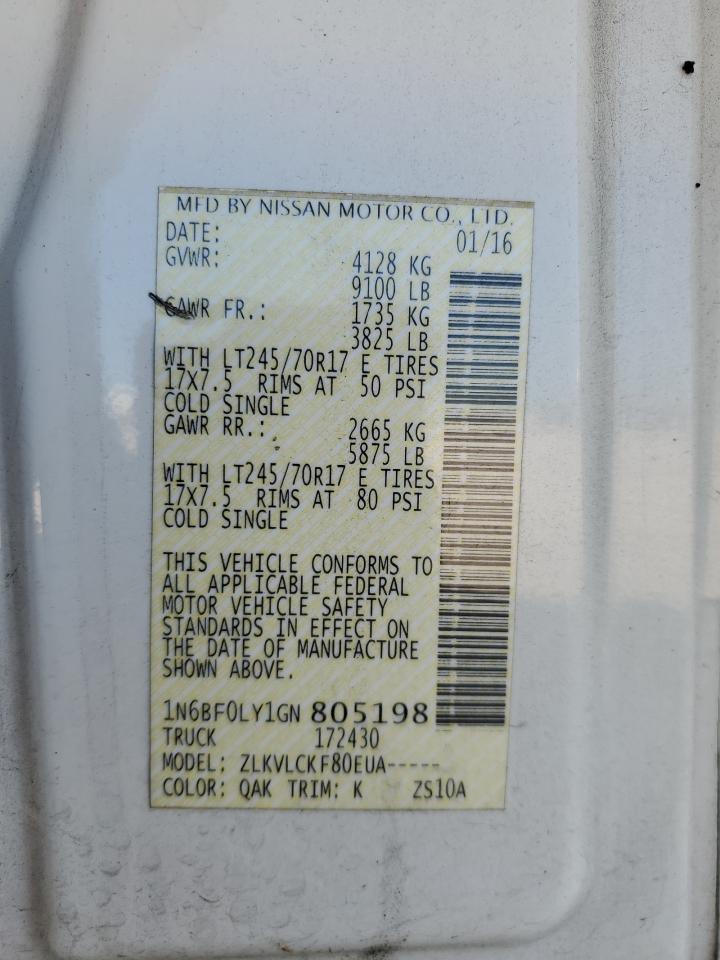 MFD BY NISSAN MOTOR CO., LTD.
DATE: 01/16
GVWR: 4128 KG
9100 LB
GAWR FR.: 1735 KG
3825 LB
WITH LT245/70R17 E TIRES
17X7.5 RIMS AT 50 PSI
COLD SINGLE
GAWR RR.: 2665 KG
5875 LB
WITH LT245/70R17 E TIRES
17X7.5 RIMS AT 80 PSI
COLD SINGLE
THIS VEHICLE CONFORMS TO
ALL APPLICABLE FEDERAL
MOTOR VEHICLE SAFETY
STANDARDS IN EFFECT ON
THE DATE OF MANUFACTURE
SHOWN ABOVE.
1N6BF0LY1GN 805198
TRUCK 172430
MODEL: ZLKVLCKF80EUA-----
COLOR: QAK TRIM: K ZS10A